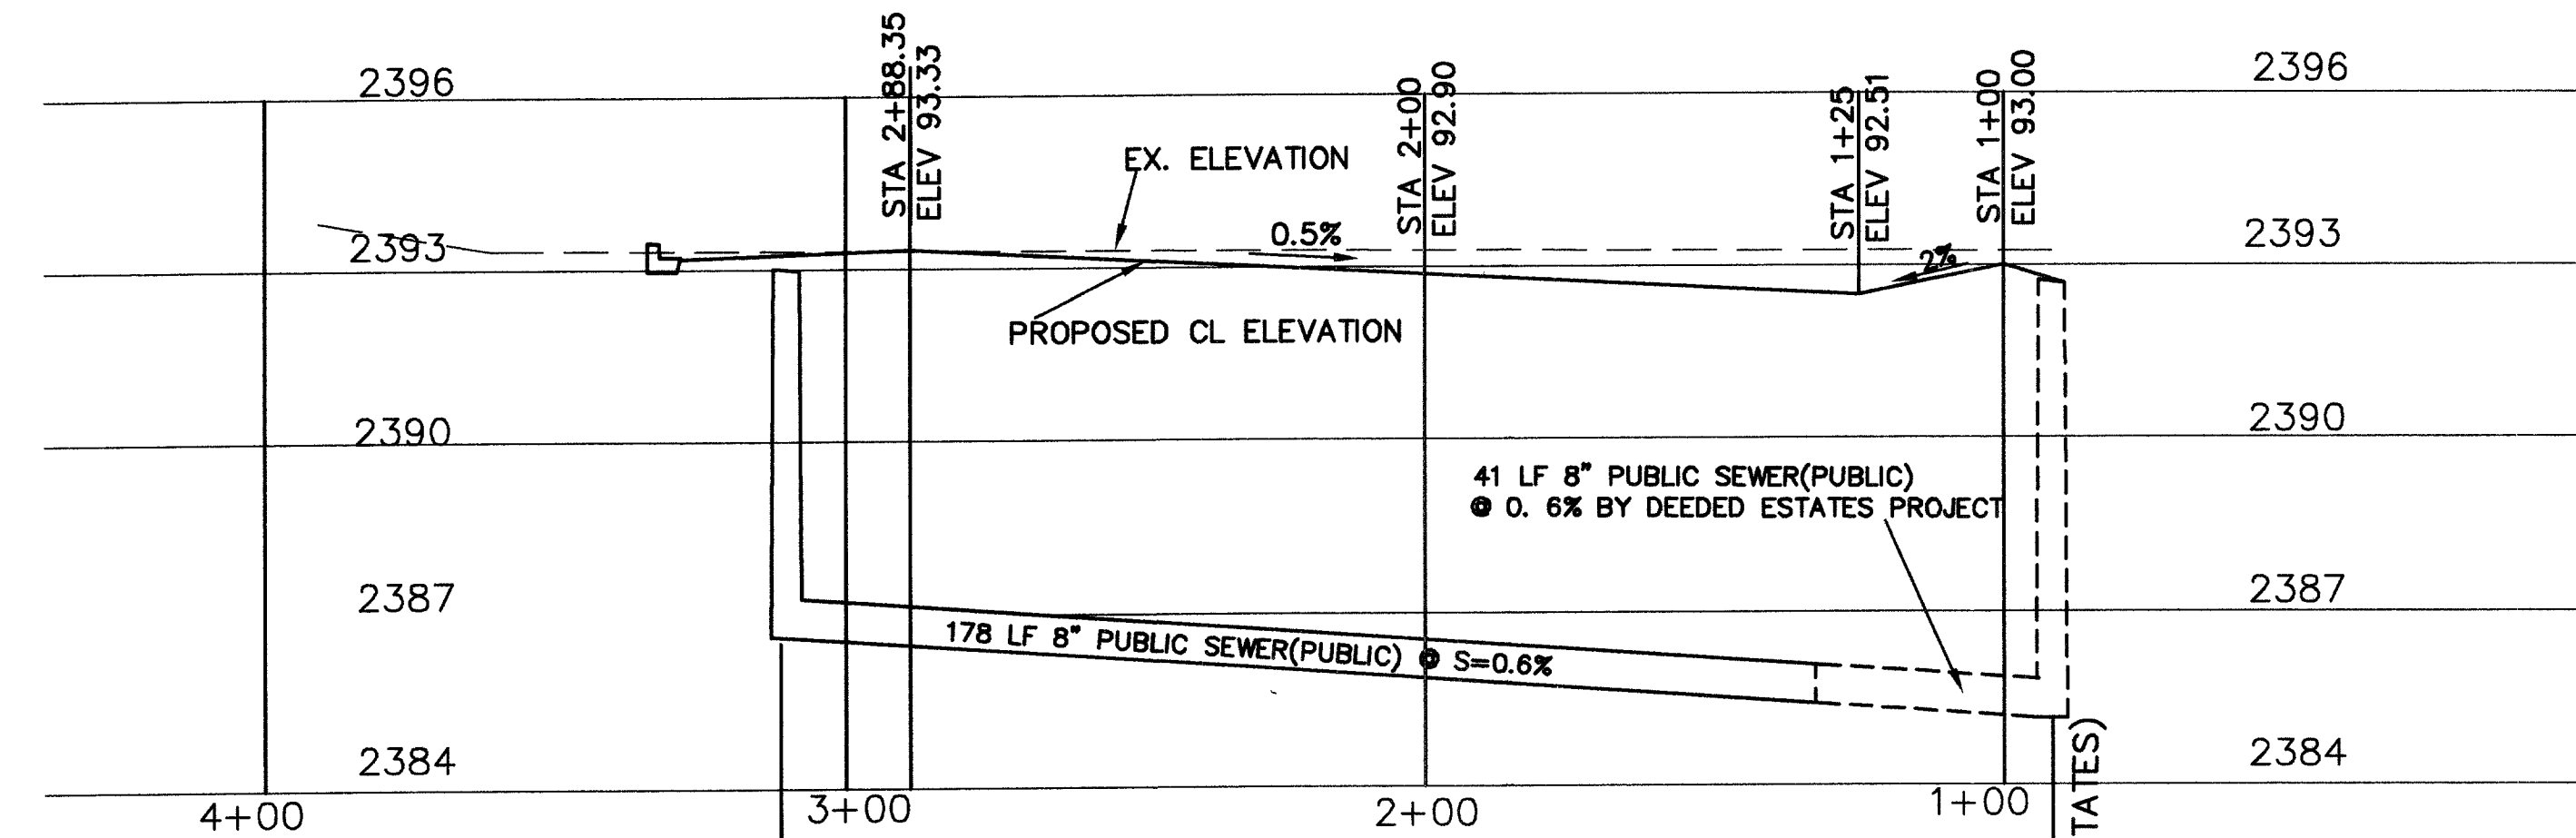 STA 2+88.35
ELEV 93.33
STA 2+00
ELEV 92.90
STA 1+25
ELEV 92.51
STA 1+00
ELEV 93.00
2396
2396
EX. ELEVATION
0.5%
2393
2393
2%
PROPOSED CL ELEVATION
2390
2390
41 LF 8" PUBLIC SEWER(PUBLIC)
@ 0. 6% BY DEEDED ESTATES PROJECT
2387
2387
178 LF 8" PUBLIC SEWER(PUBLIC) @ S=0.6%
2384
2384
TATES)
4+00
3+00
2+00
1+00